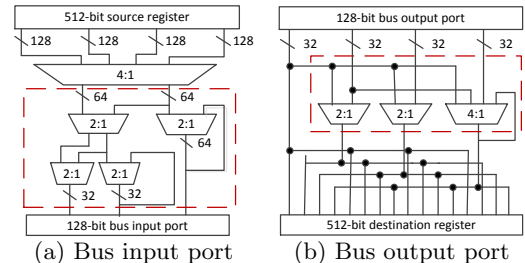 512-bit source register
128 128 128 128
4:1
64 64
2:1 2:1
64
2:1 2:1
32 32
128-bit bus input port
(a) Bus input port
128-bit bus output port
32 32 32 32
2:1 2:1 4:1
512-bit destination register
(b) Bus output port